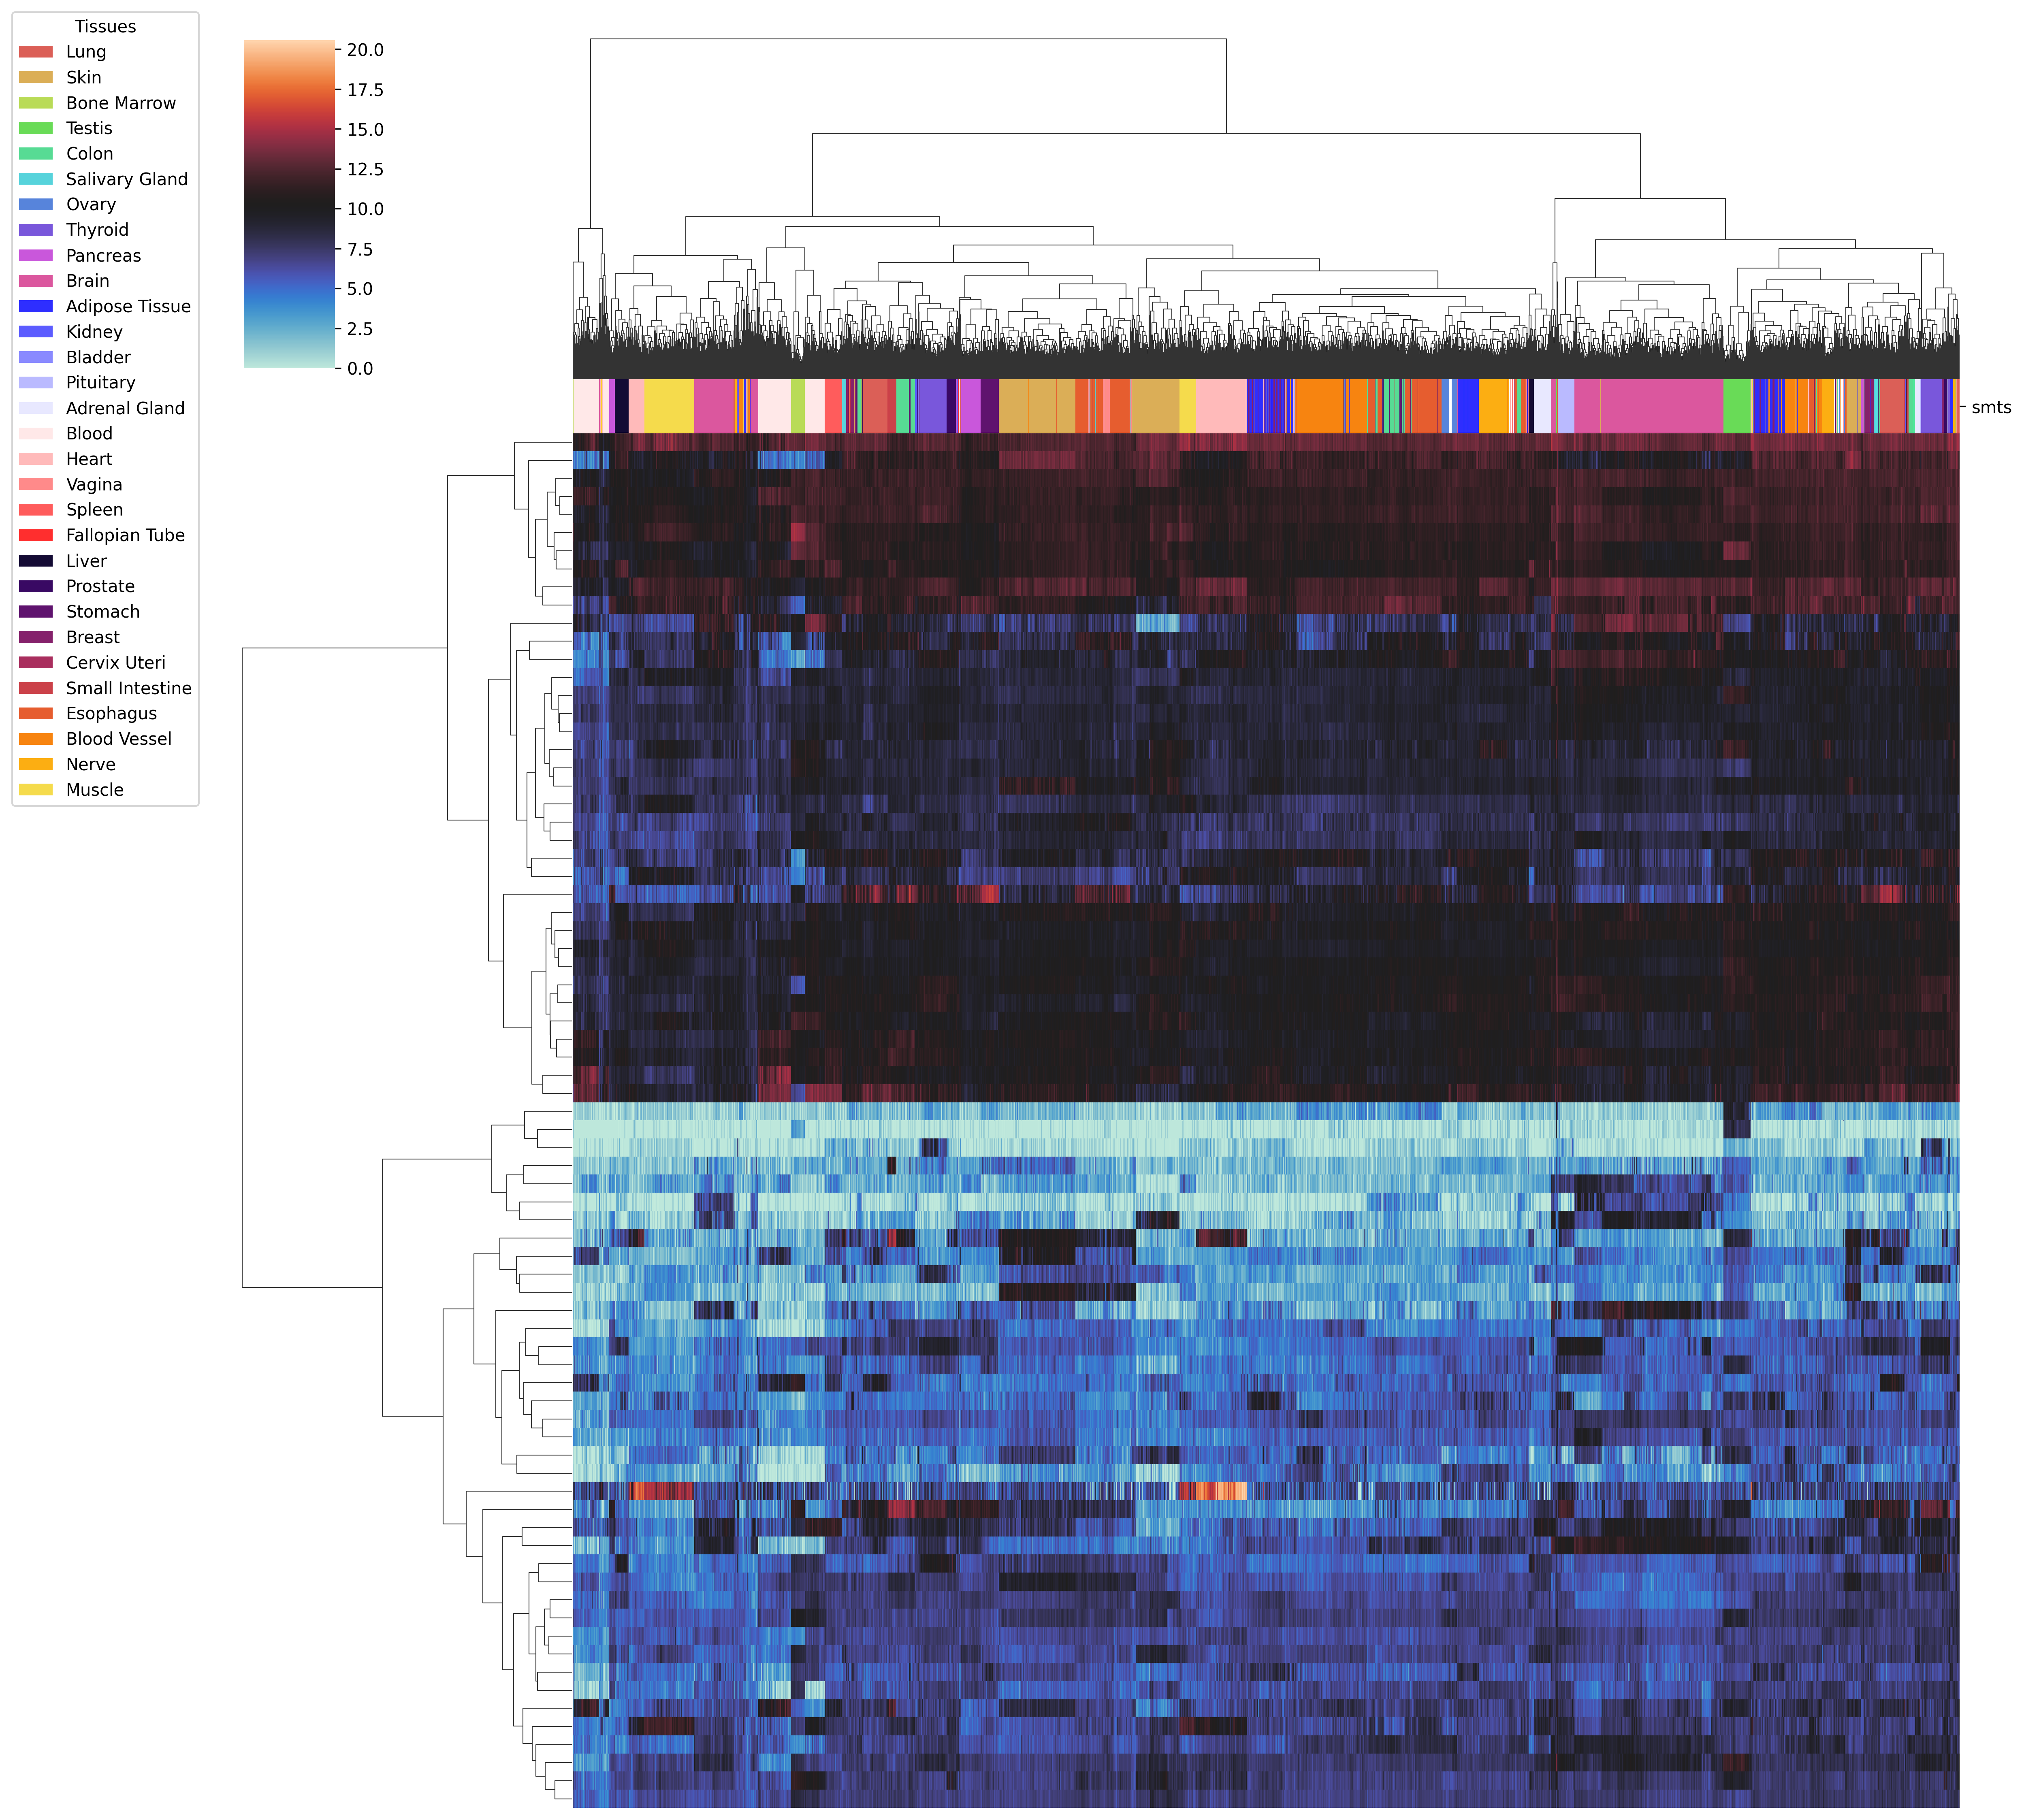 Tissues
Lung
Skin
Bone Marrow
Testis
Colon
Salivary Gland
Ovary
Thyroid
Pancreas
Brain
Adipose Tissue
Kidney
Bladder
Pituitary
Adrenal Gland
Blood
Heart
Vagina
Spleen
Fallopian Tube
Liver
Prostate
Stomach
Breast
Cervix Uteri
Small Intestine
Esophagus
Blood Vessel
Nerve
Muscle
20.0
17.5
15.0
12.5
10.0
7.5
5.0
2.5
0.0
smts